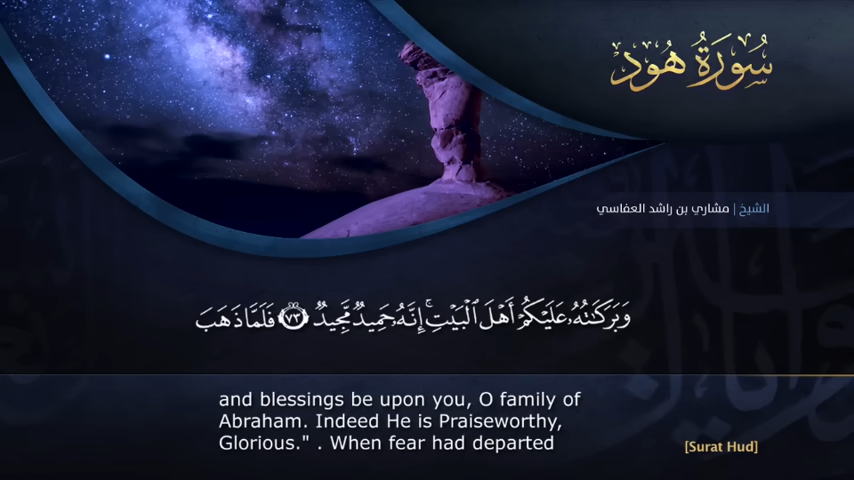 سُورَةُ هُودٍ
الشيخ | مشاري بن راشد العفاسي
وَبَرَكَٰتُهُۥ عَلَيْكُمْ أَهْلَ ٱلْبَيْتِ ۚ إِنَّهُۥ حَمِيدٌ مَّجِيدٌ ٧٣ فَلَمَّا ذَهَبَ
and blessings be upon you, O family of
Abraham. Indeed He is Praiseworthy,
Glorious." . When fear had departed
[Surat Hud]